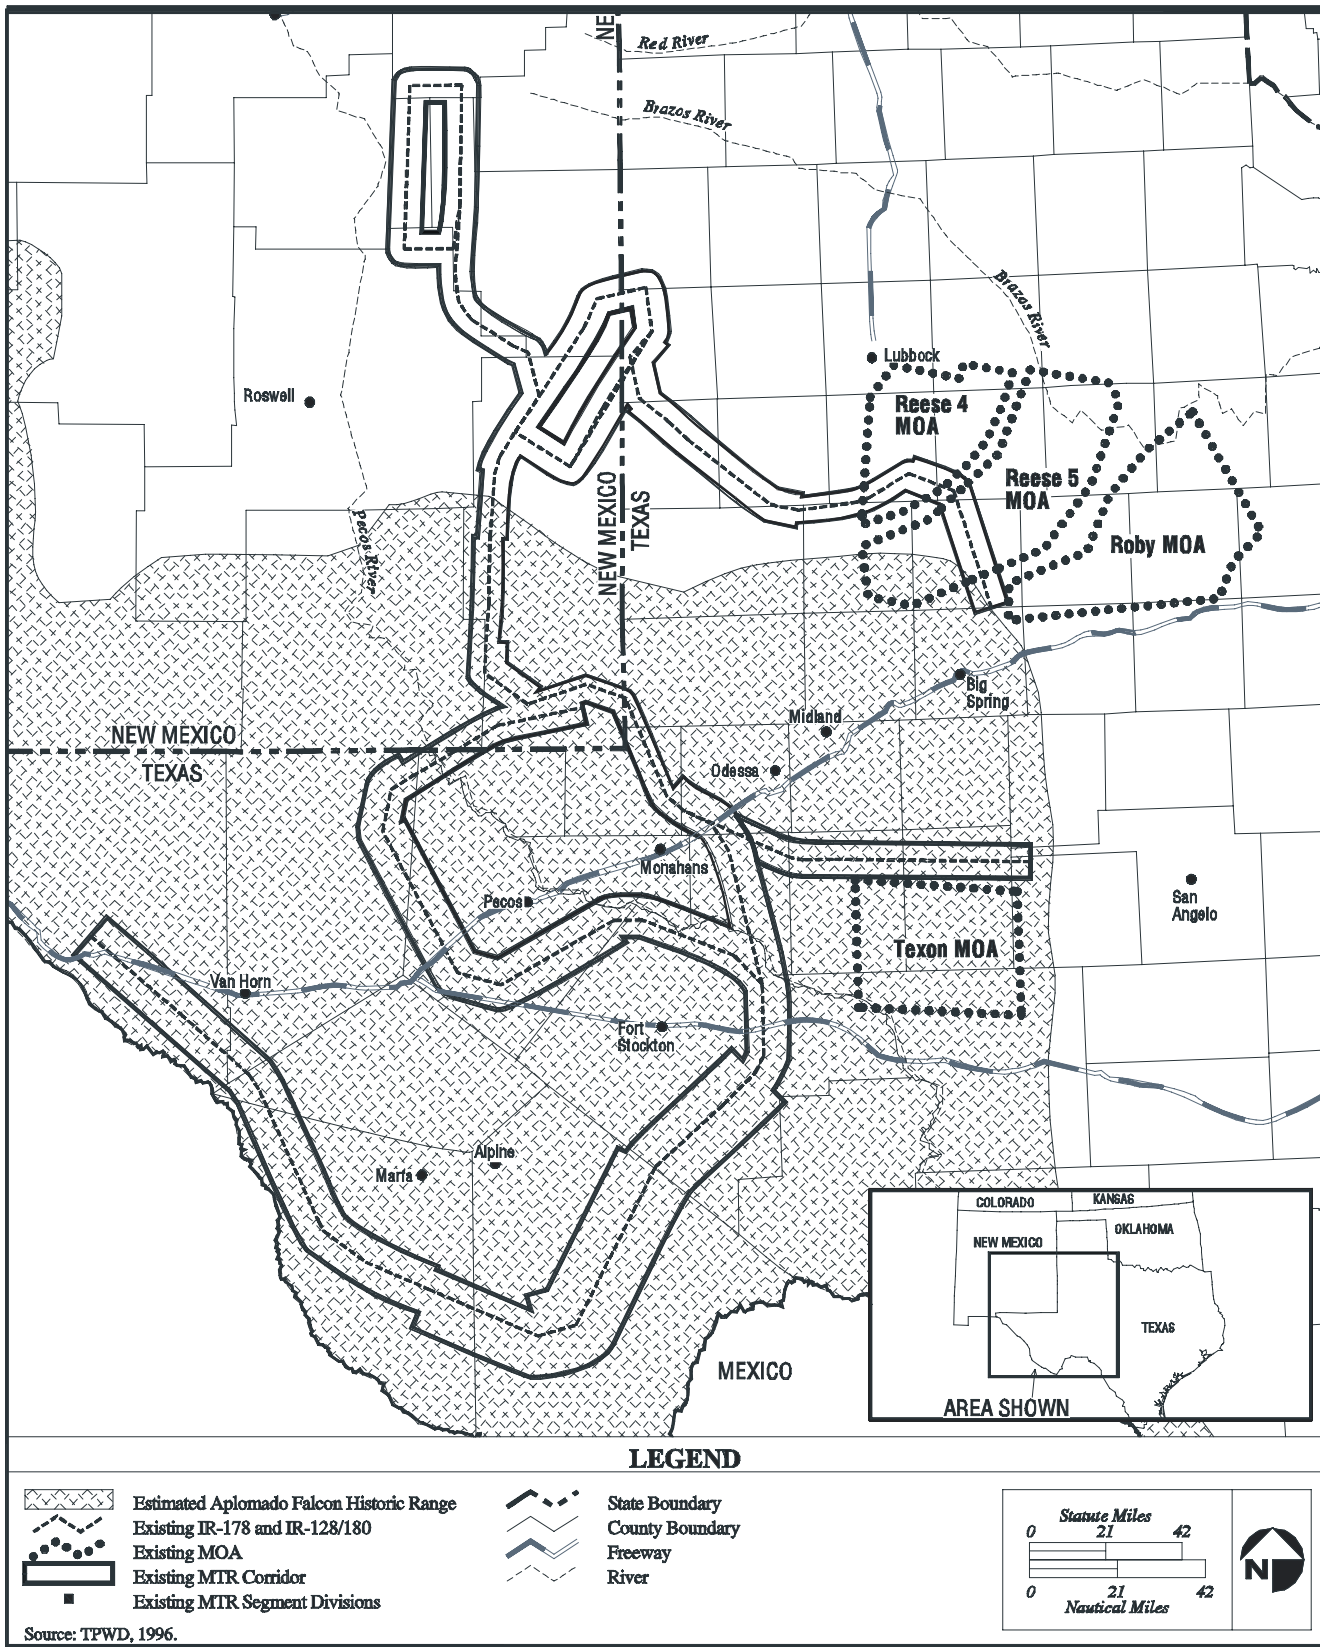 NE
Red River
Brazos River
Brazos River
Lubbock
Roswell
Reese 4
MOA
Reese 5
MOA
Roby MOA
NEW MEXICO
TEXAS
Pecos River
Big
Spring
Midland
NEW MEXICO
TEXAS
Odessa
Monahans
Pecos
San
Angelo
Texon MOA
Van Horn
Fort
Stockton
Alpine
Marfa
COLORADO
KANSAS
OKLAHOMA
NEW MEXICO
TEXAS
MEXICO
AREA SHOWN
LEGEND
Estimated Aplomado Falcon Historic Range
Existing IR-178 and IR-128/180
Existing MOA
Existing MTR Corridor
Existing MTR Segment Divisions
State Boundary
County Boundary
Freeway
River
Statute Miles
0 21 42
0 21 42
Nautical Miles
N
Source: TPWD, 1996.